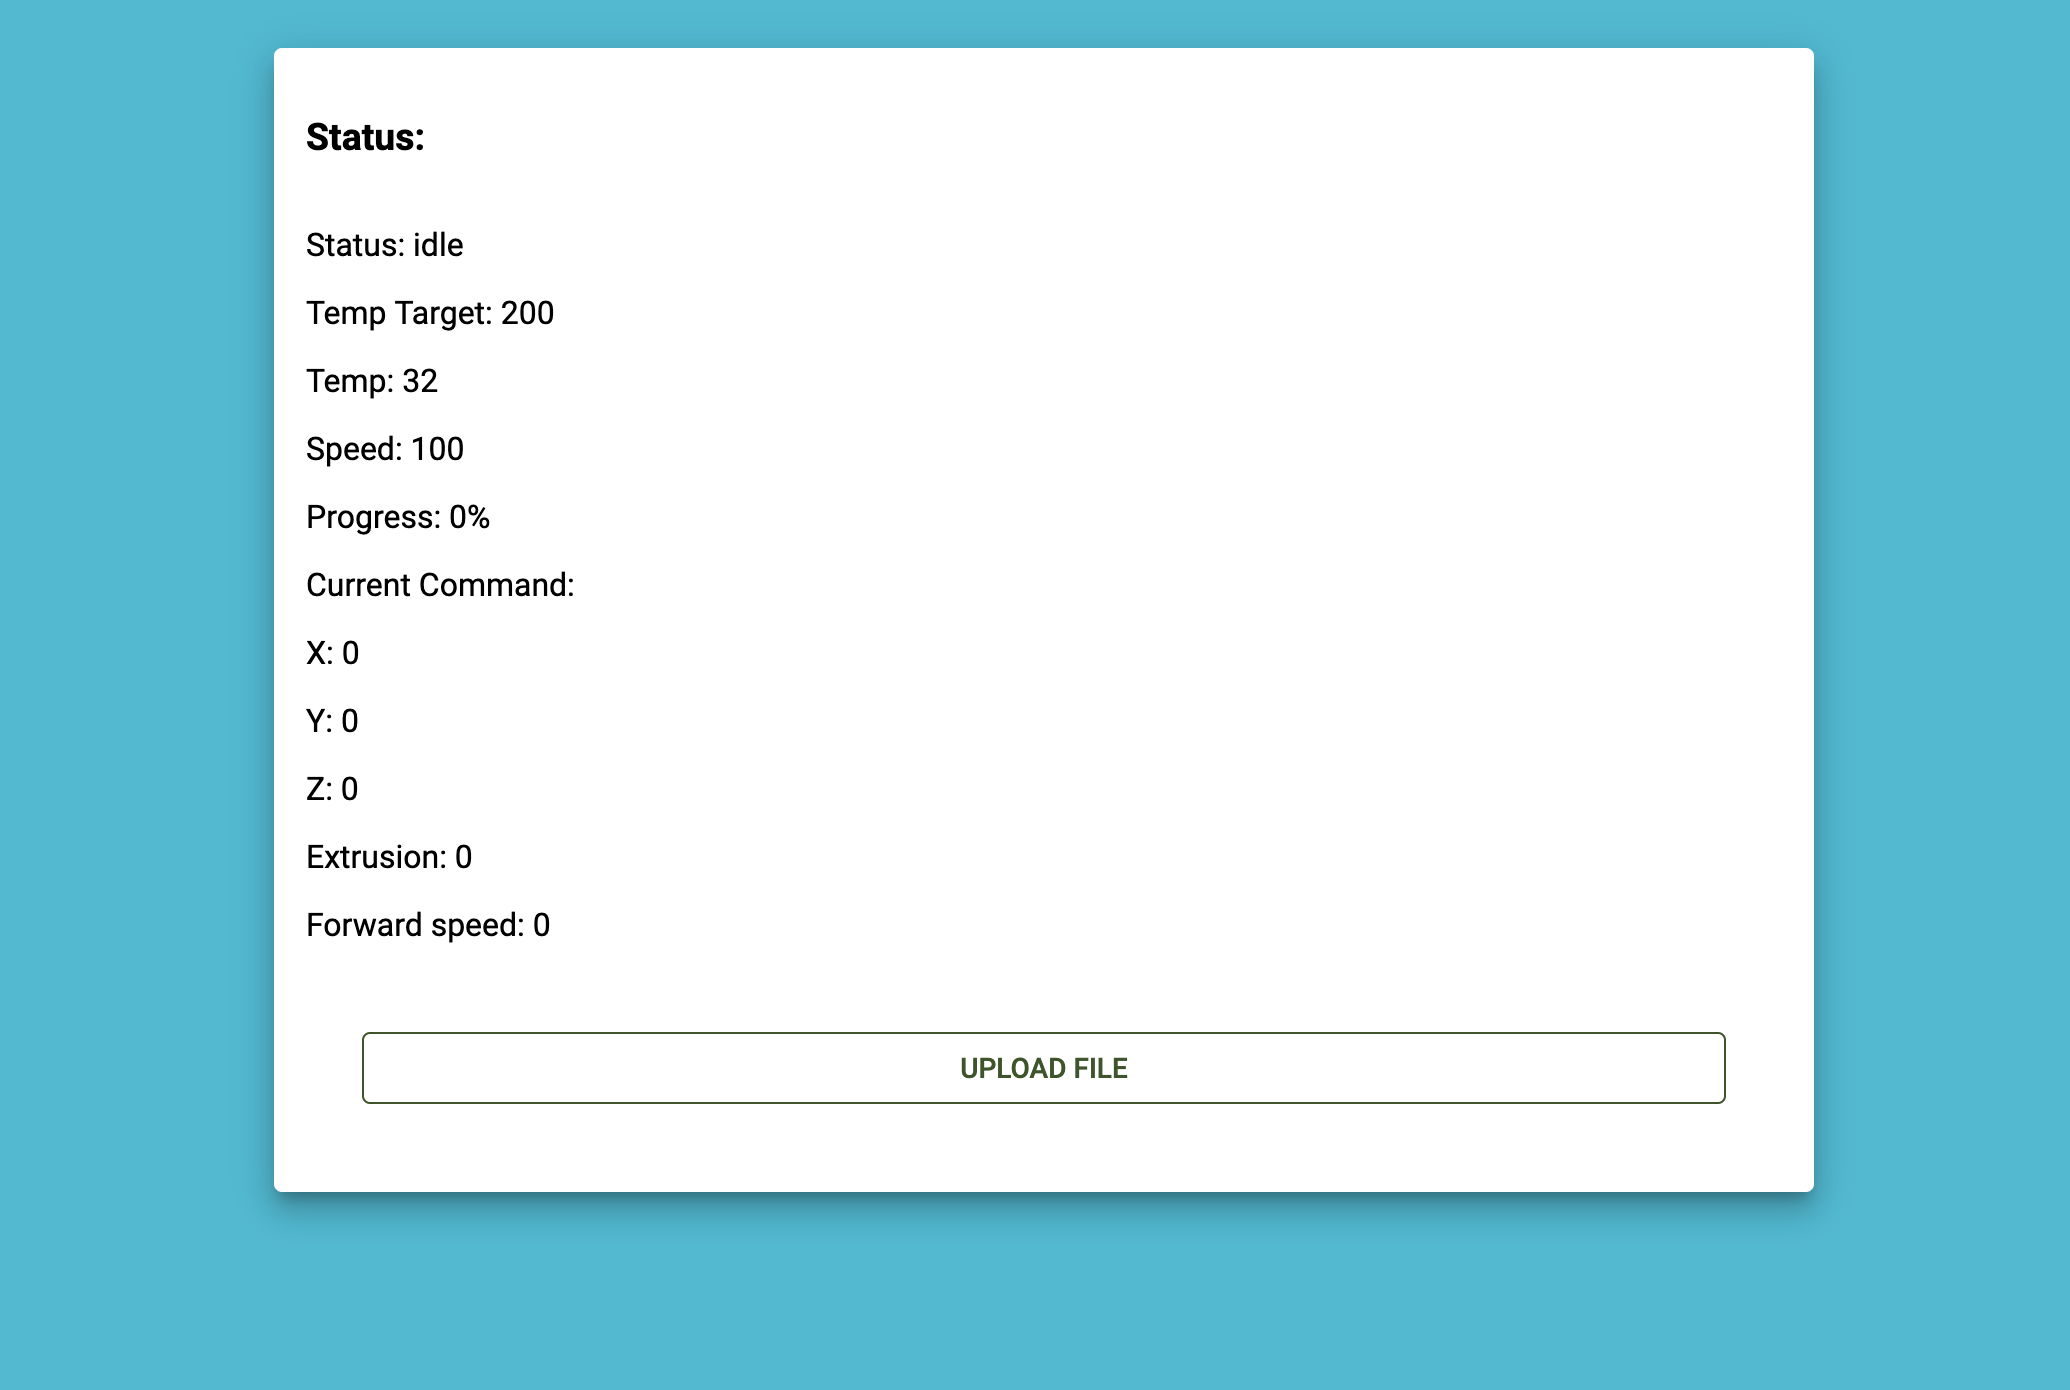 Status:
Status: idle
Temp Target: 200
Temp: 32
Speed: 100
Progress: 0%
Current Command:
X: 0
Y: 0
Z: 0
Extrusion: 0
Forward speed: 0
UPLOAD FILE